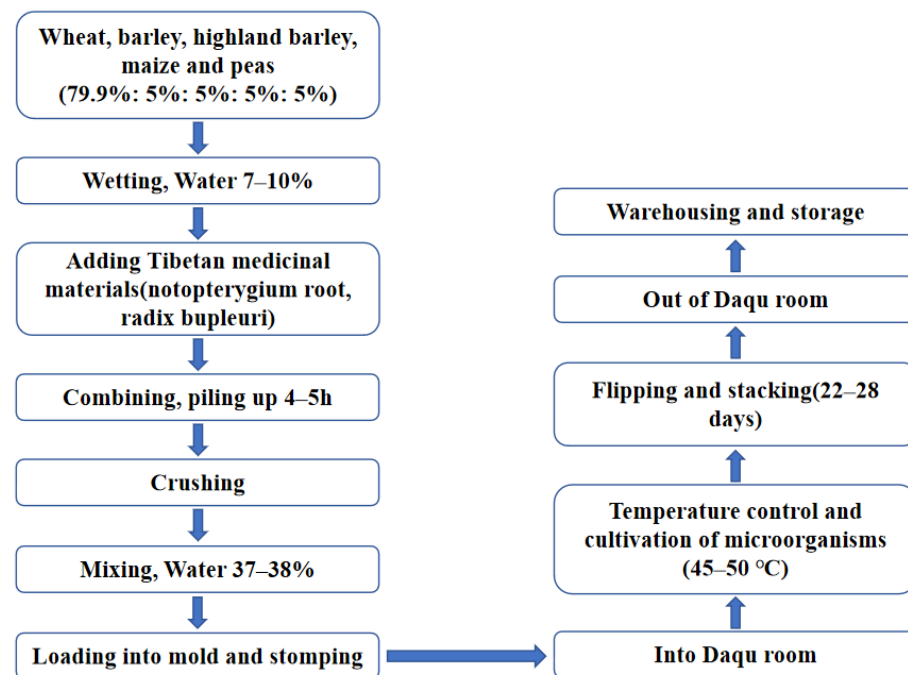 Wheat, barley, highland barley,
maize and peas
(79.9%: 5%: 5%: 5%: 5%)
Wetting, Water 7–10%
Adding Tibetan medicinal
materials(notopterygium root,
radix bupleuri)
Combining, piling up 4–5h
Crushing
Mixing, Water 37–38%
Loading into mold and stomping
Into Daqu room
Temperature control and
cultivation of microorganisms
(45–50 °C)
Flipping and stacking(22–28
days)
Out of Daqu room
Warehousing and storage